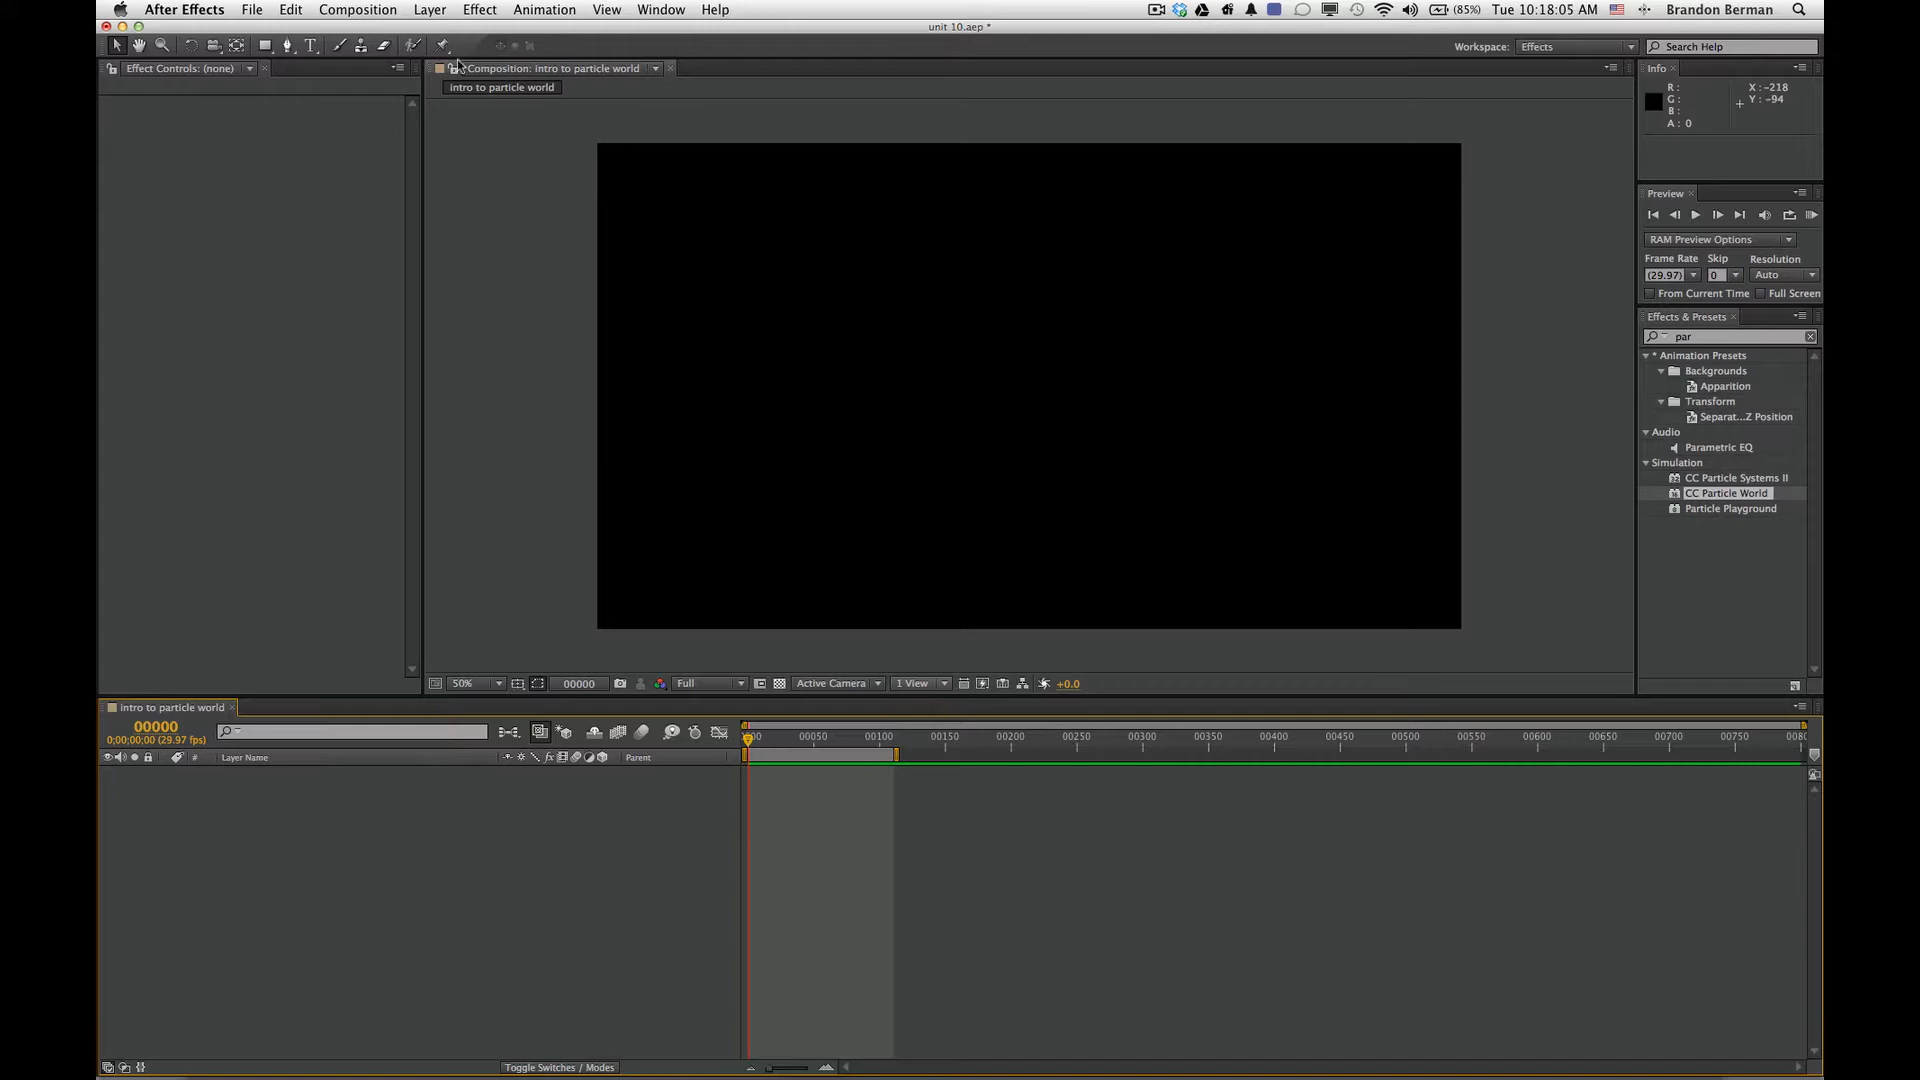 After Effects File Edit Composition Layer Effect Animation View Window Help (85%) Tue 10:18:05 AM Brandon Berman
unit 10.aep *
Workspace: Effects Search Help
Effect Controls: (none) Composition: intro to particle world Info
intro to particle world
R: X: -218
G: Y: -94
B:
A: 0
Preview
RAM Preview Options
Frame Rate Skip Resolution
(29.97) 0 Auto
From Current Time Full Screen
Effects & Presets
par
* Animation Presets
Backgrounds
Apparition
Transform
Separat...Z Position
Audio
Parametric EQ
Simulation
CC Particle Systems II
CC Particle World
Particle Playground
50% 00000 Full Active Camera 1 View +0.0
intro to particle world
00000
0;00;00;00 (29.97 fps)
00050 00100 00150 00200 00250 00300 00350 00400 00450 00500 00550 00600 00650 00700 00750
# Layer Name Parent
Toggle Switches / Modes